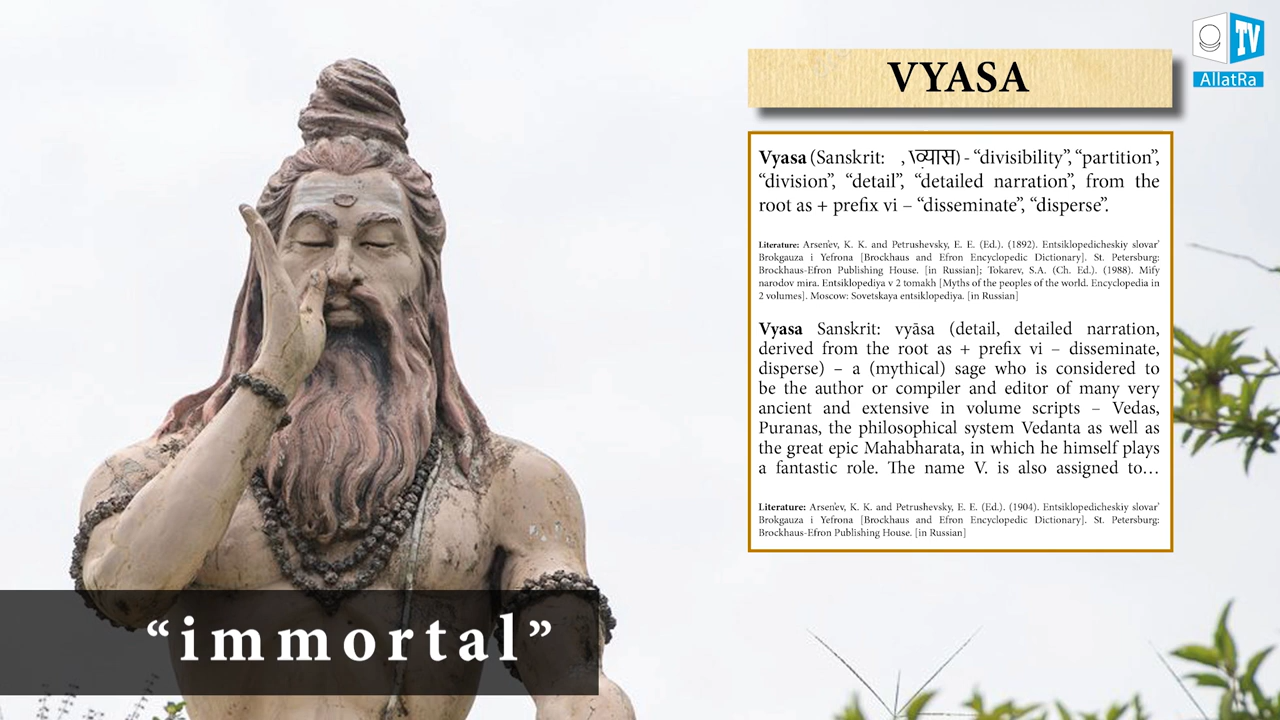 TV
AllatRa
VYASA
Vyasa (Sanskrit: , \व्यास) - “divisibility”, “partition”,
“division”, “detail”, “detailed narration”, from the
root as + prefix vi – “disseminate”, “disperse”.
Literature: Arsen'ev, K. K. and Petrushevsky, E. E. (Ed.). (1892). Entsiklopedicheskiy slovar'
Brokgauza i Yefrona [Brockhaus and Efron Encyclopedic Dictionary]. St. Petersburg:
Brockhaus-Efron Publishing House. [in Russian]; Tokarev, S.A. (Ch. Ed.). (1988). Mify
narodov mira. Entsiklopediya v 2 tomakh [Myths of the peoples of the world. Encyclopedia in
2 volumes]. Moscow: Sovetskaya entsiklopediya. [in Russian]
Vyasa Sanskrit: vyāsa (detail, detailed narration,
derived from the root as + prefix vi – disseminate,
disperse) – a (mythical) sage who is considered to
be the author or compiler and editor of many very
ancient and extensive in volume scripts – Vedas,
Puranas, the philosophical system Vedanta as well as
the great epic Mahabharata, in which he himself plays
a fantastic role. The name V. is also assigned to…
Literature: Arsen'ev, K. K. and Petrushevsky, E. E. (Ed.). (1904). Entsiklopedicheskiy slovar'
Brokgauza i Yefrona [Brockhaus and Efron Encyclopedic Dictionary]. St. Petersburg:
Brockhaus-Efron Publishing House. [in Russian]
“immortal”